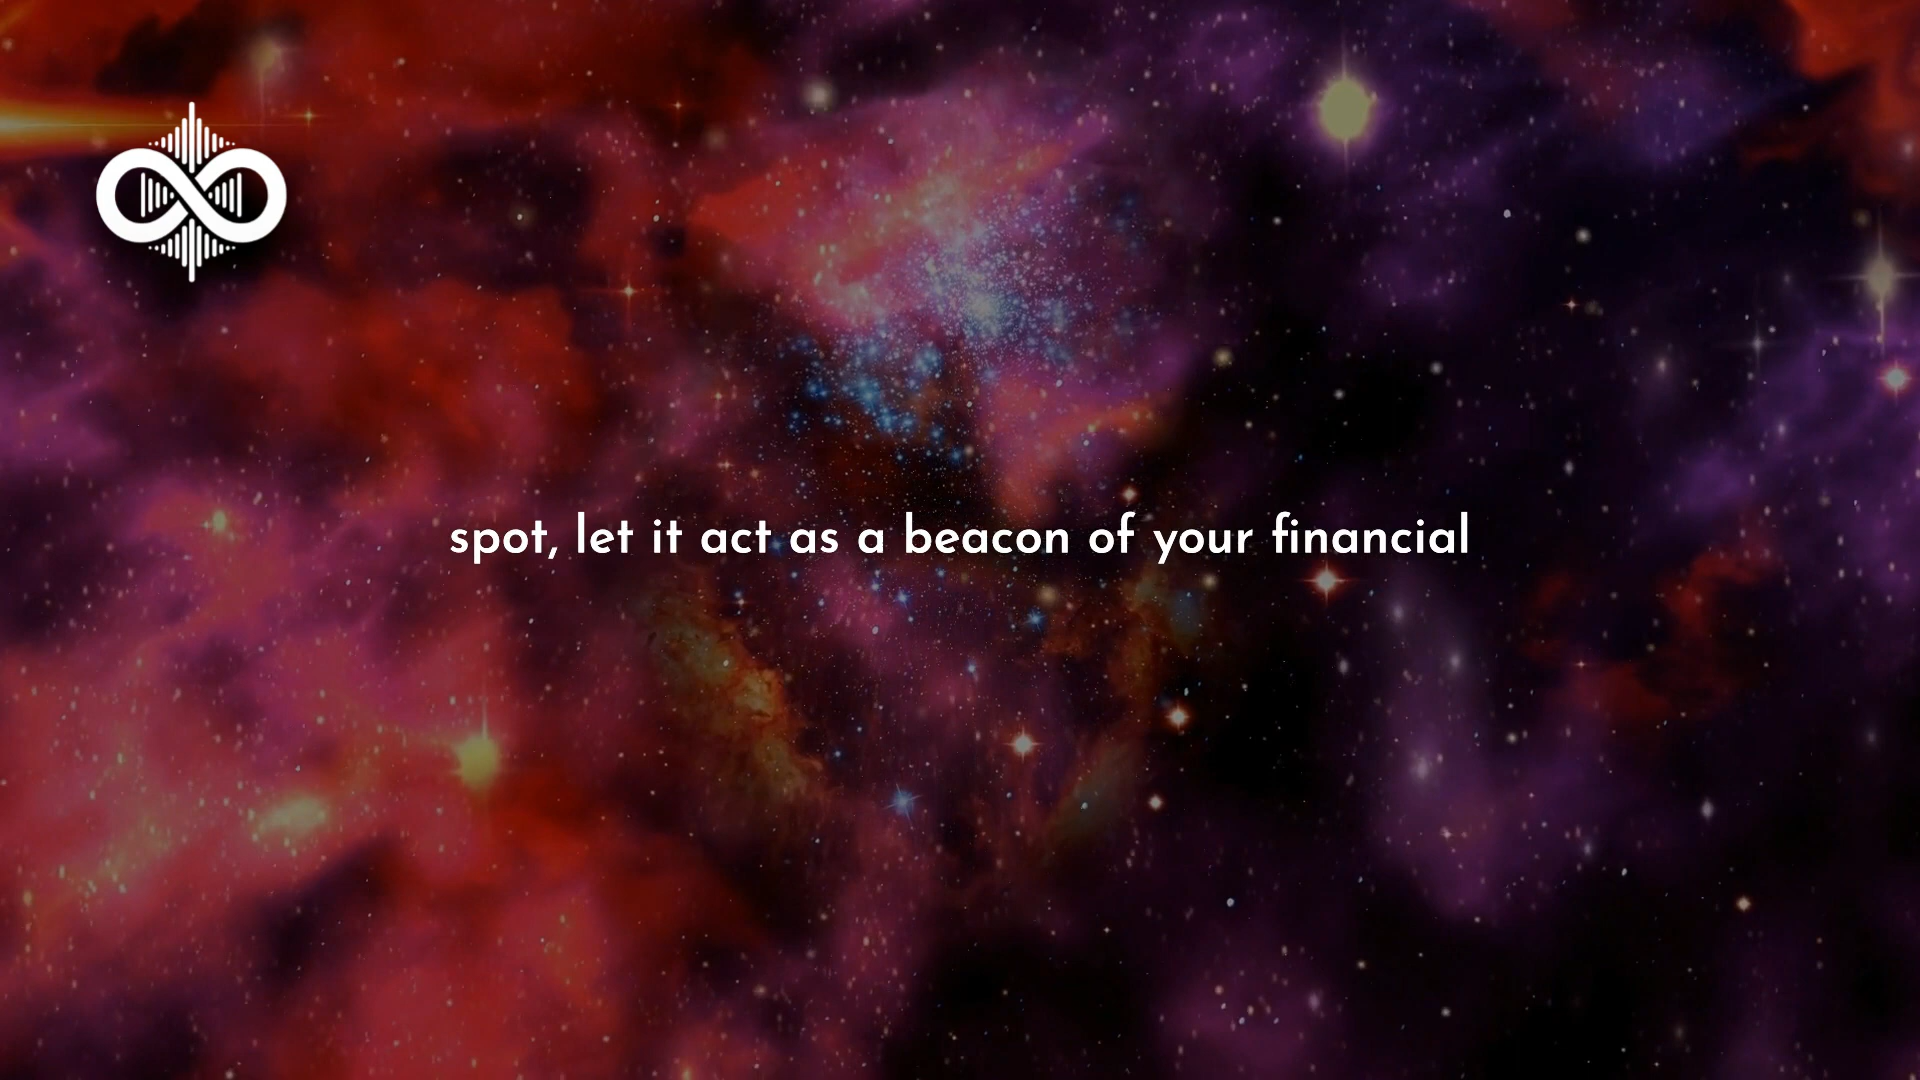 spot, let it act as a beacon of your financial